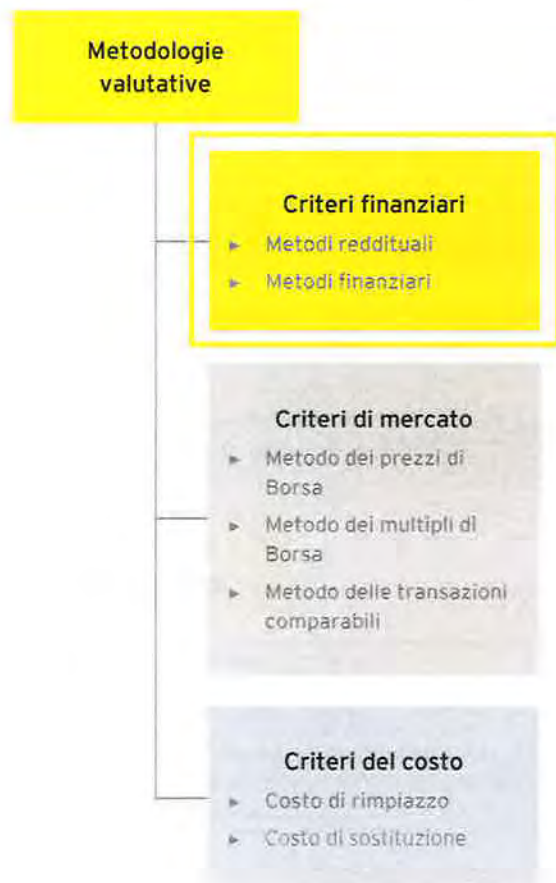 Metodologie
valutative
Criteri finanziari
► Metodi reddituali
► Metodi finanziari
Criteri di mercato
► Metodo dei prezzi di
Borsa
► Metodo dei multipli di
Borsa
► Metodo delle transazioni
comparabili
Criteri del costo
► Costo di rimpiazzo
► Costo di sostituzione